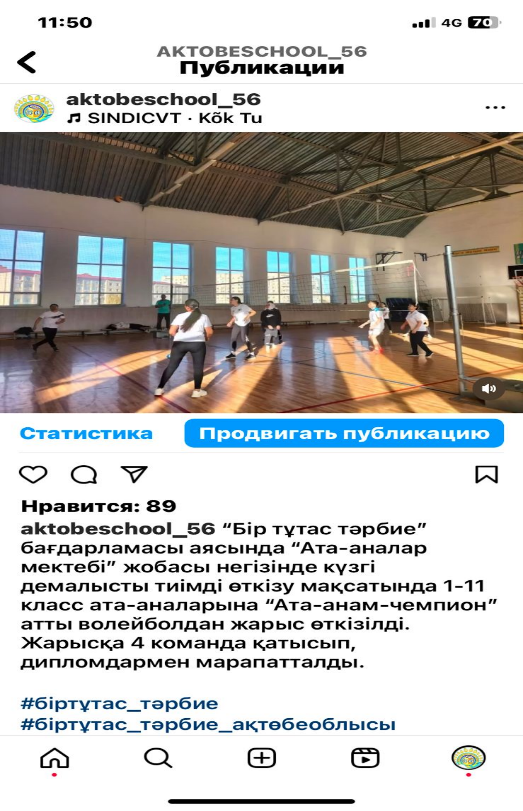 11:50
4G 70
AKTOBESCHOOL_56
Публикации
aktobeschool_56
SINDICVT · Kõk Tu
Статистика
Продвигать публикацию
Нравится: 89
aktobeschool_56 “Бір тұтас тәрбие”
бағдарламасы аясында “Ата-аналар
мектебі” жобасы негізінде күзгі
демалысты тиімді өткізу мақсатында 1-11
класс ата-аналарына “Ата-анам-чемпион”
атты волейболдан жарыс өткізілді.
Жарысқа 4 команда қатысып,
дипломдармен марапатталды.
#біртұтас_тәрбие
#біртұтас_тәрбие_ақтөбеоблысы